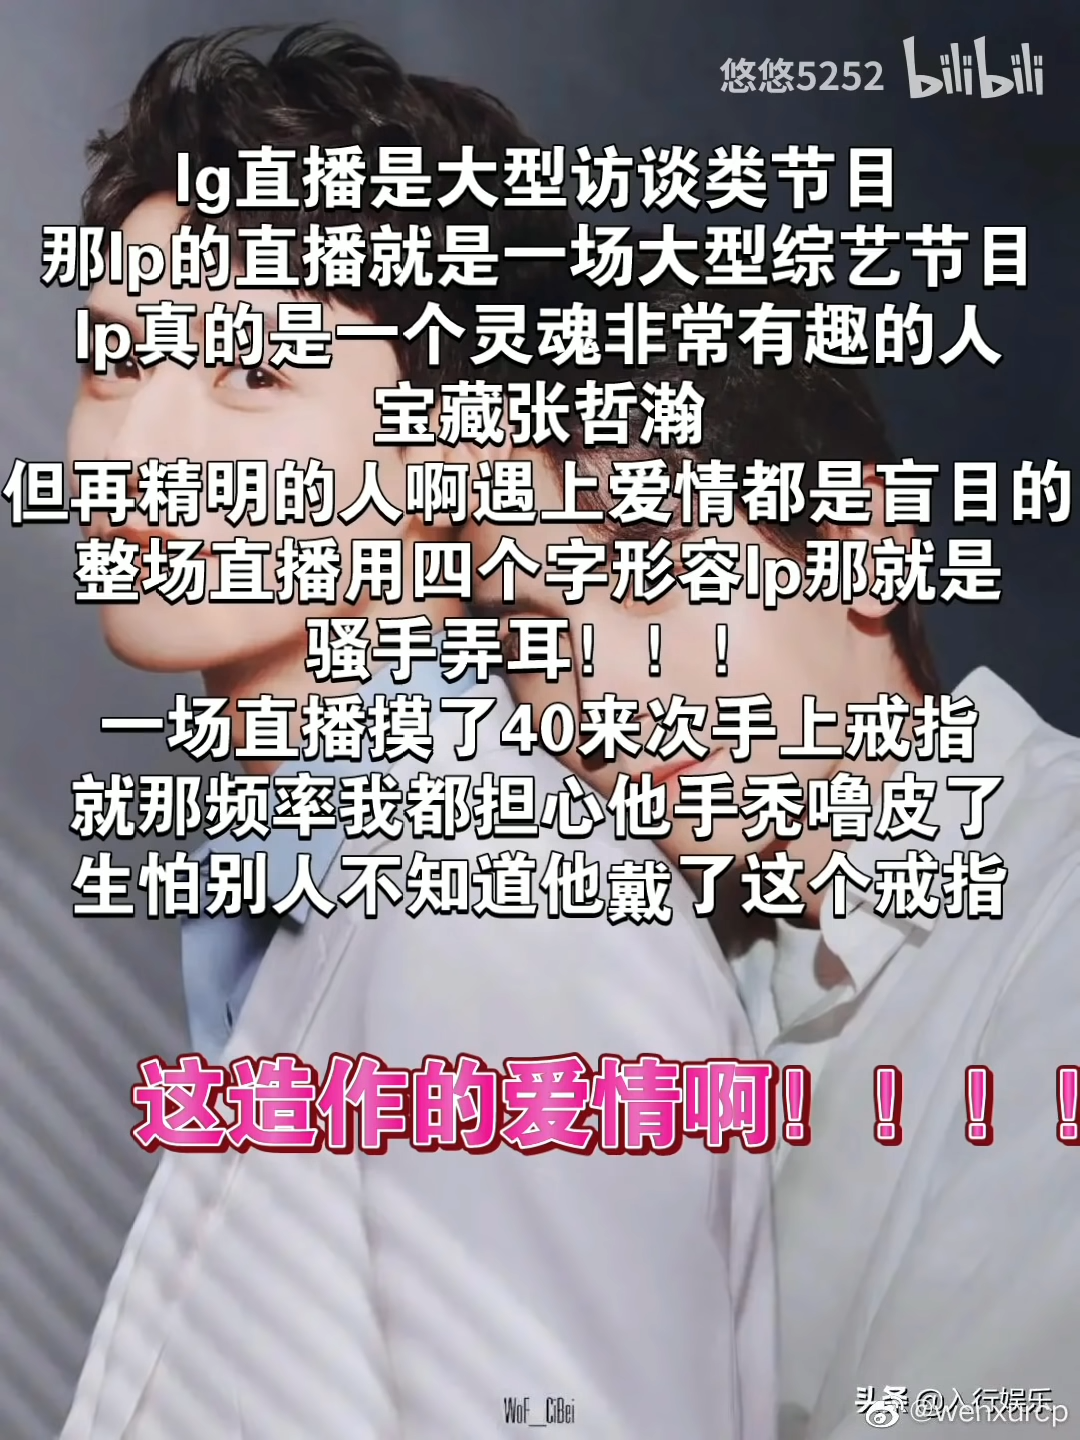 悠悠5252 bilibili
lg直播是大型访谈类节目
那lp的直播就是一场大型综艺节目
lp真的是一个灵魂非常有趣的人
宝藏张哲瀚
但再精明的人啊遇上爱情都是盲目的
整场直播用四个字形容lp那就是
骚手弄耳！！！
一场直播摸了40来次手上戒指
就那频率我都担心他手秃噜皮了
生怕别人不知道他戴了这个戒指
这造作的爱情啊！！！！
WoF_CiBei
头条 @入行娱乐
@wenxurcp